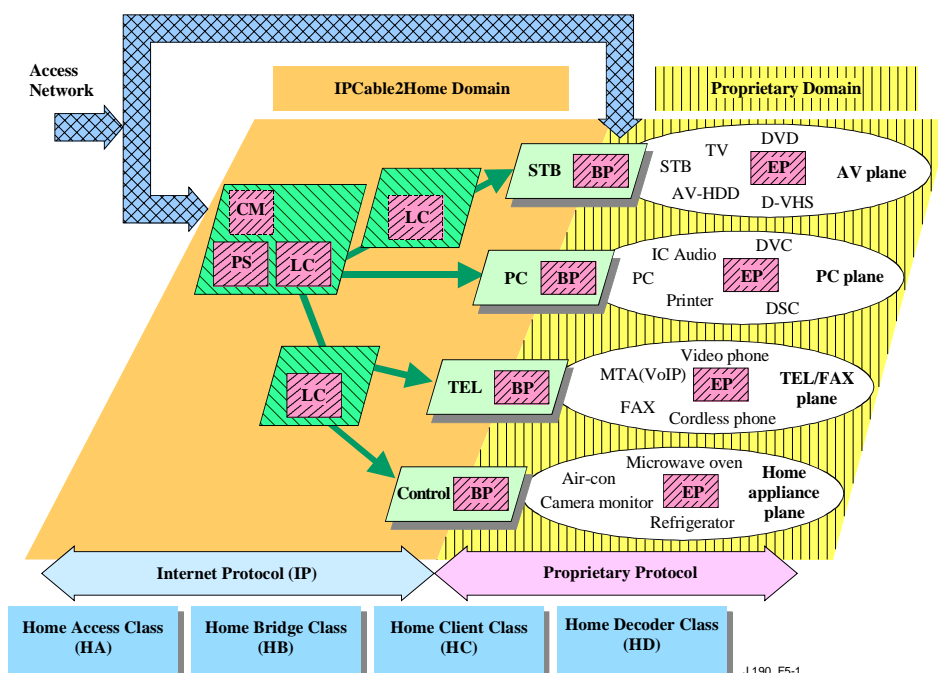 Access
Network
IPCable2Home Domain
Proprietary Domain
CM
PS
LC
LC
LC
STB
BP
STB
TV
DVD
EP
AV-HDD
D-VHS
AV plane
PC
BP
PC
IC Audio
DVC
EP
Printer
DSC
PC plane
TEL
BP
Video phone
MTA(VoIP)
EP
FAX
Cordless phone
TEL/FAX
plane
Control
BP
Microwave oven
Air-con
EP
Camera monitor
Refrigerator
Home
appliance
plane
Internet Protocol (IP)
Proprietary Protocol
Home Access Class
(HA)
Home Bridge Class
(HB)
Home Client Class
(HC)
Home Decoder Class
(HD)
J.190_F5-1